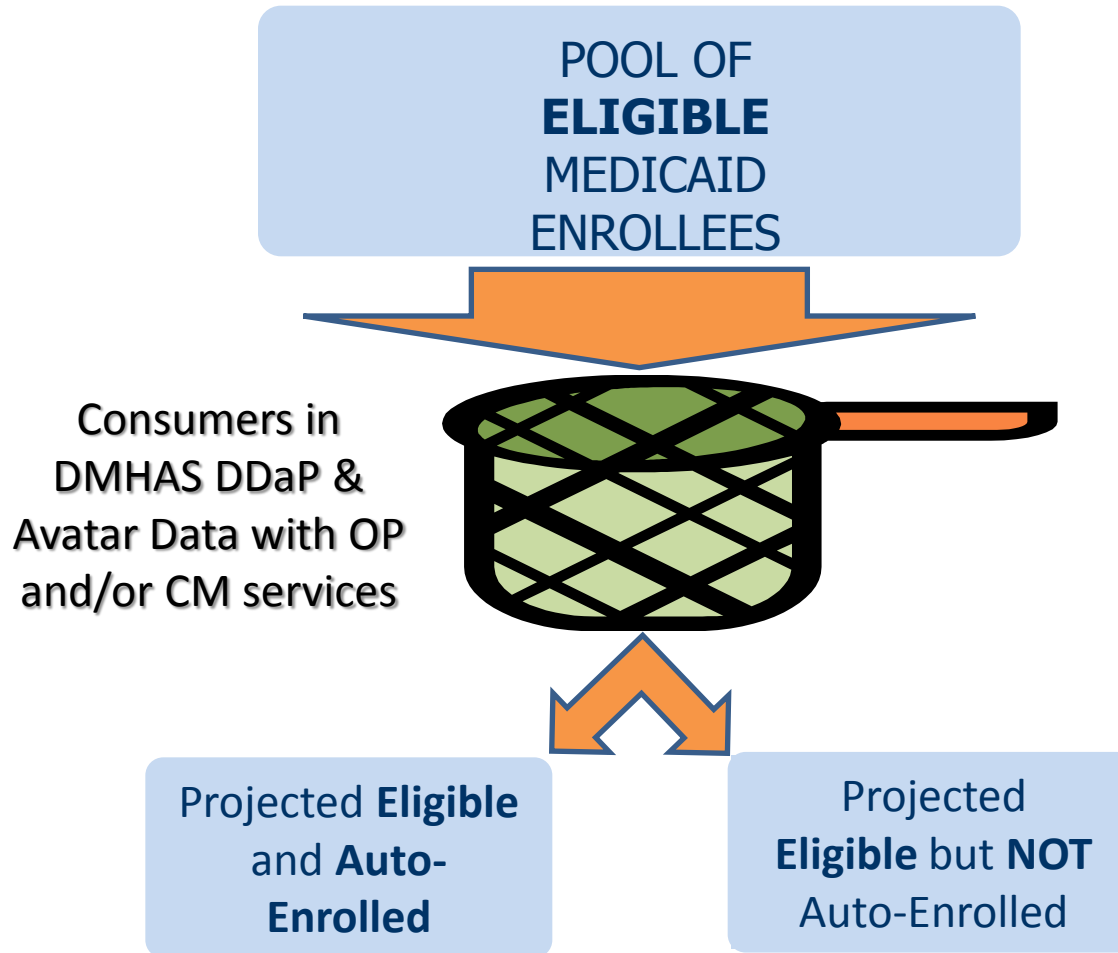 POOL OF
ELIGIBLE
MEDICAID
ENROLLEES
Consumers in
DMHAS DDaP &
Avatar Data with OP
and/or CM services
Projected Eligible
and Auto-
Enrolled
Projected
Eligible but NOT
Auto-Enrolled